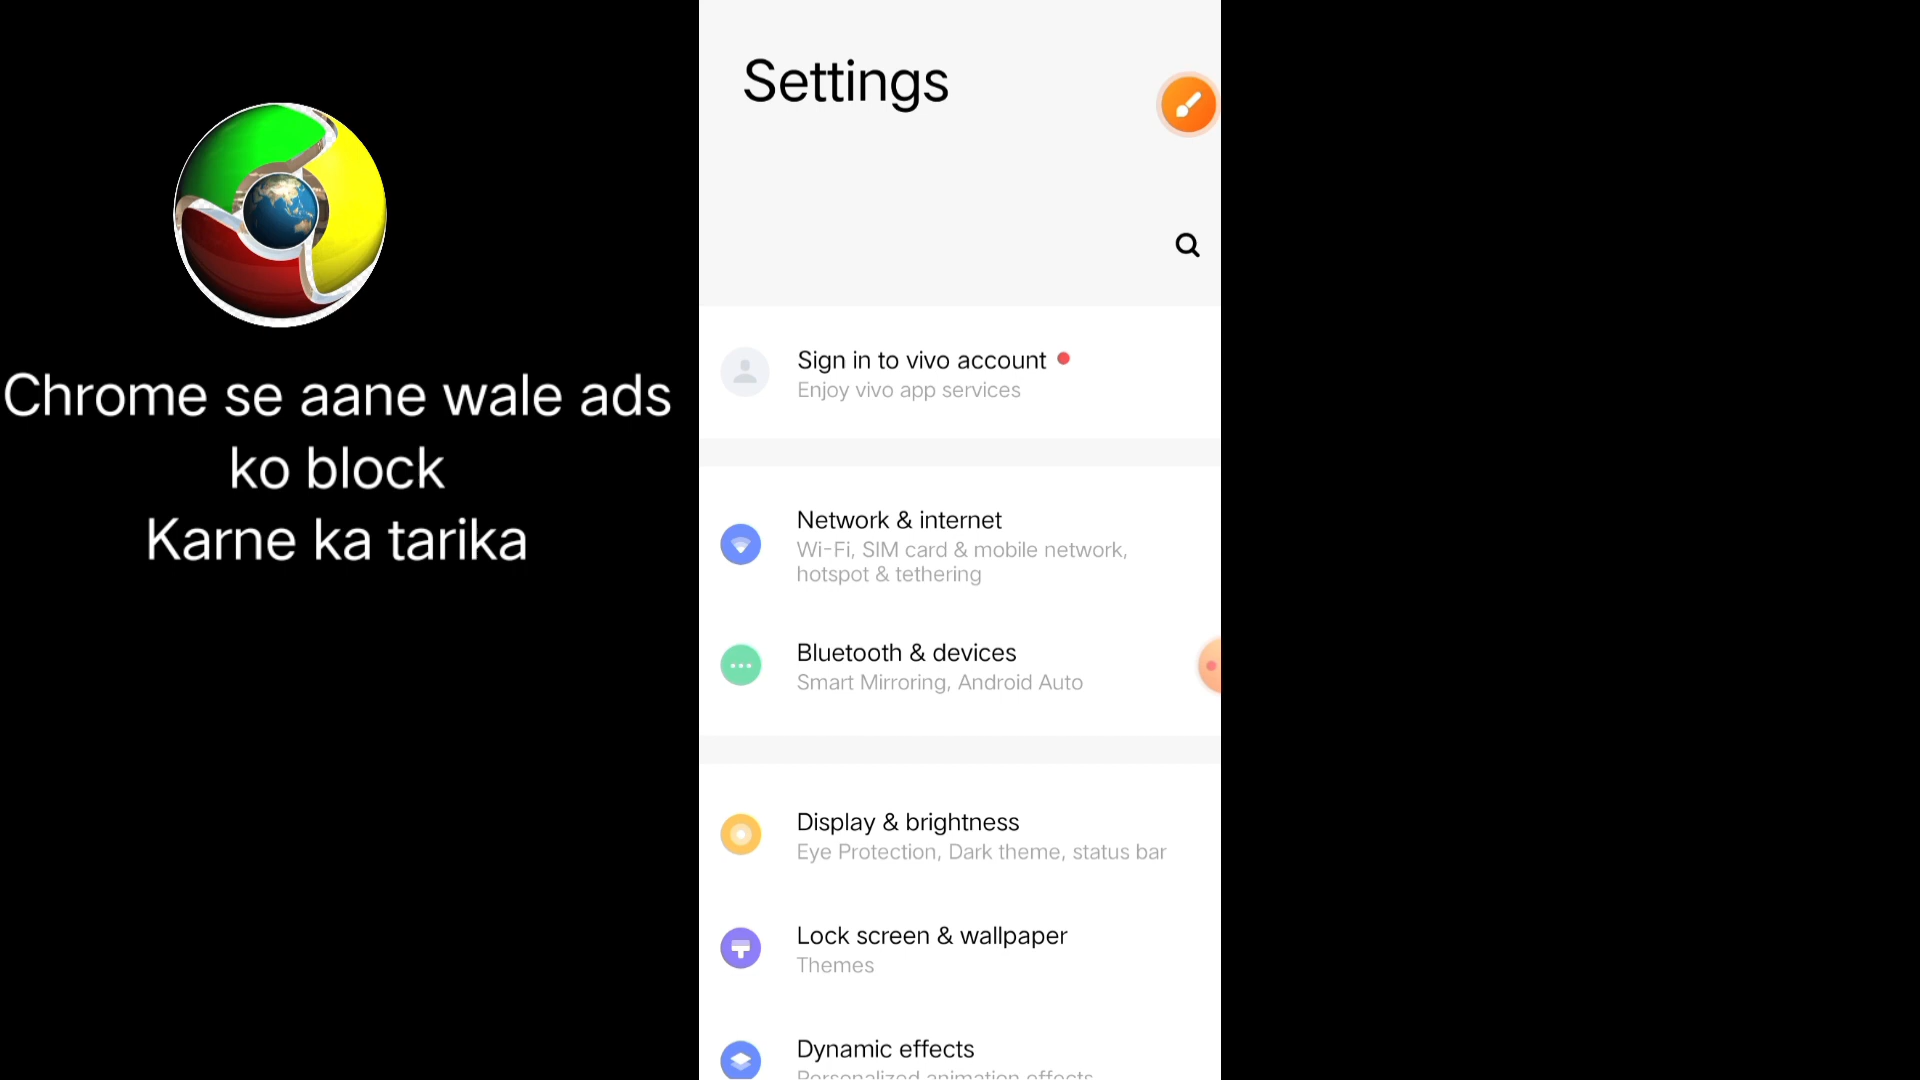 Chrome se aane wale ads
ko block
Karne ka tarika
Settings
Sign in to vivo account
Enjoy vivo app services
Network & internet
Wi-Fi, SIM card & mobile network,
hotspot & tethering
Bluetooth & devices
Smart Mirroring, Android Auto
Display & brightness
Eye Protection, Dark theme, status bar
Lock screen & wallpaper
Themes
Dynamic effects
Personalized animation effects